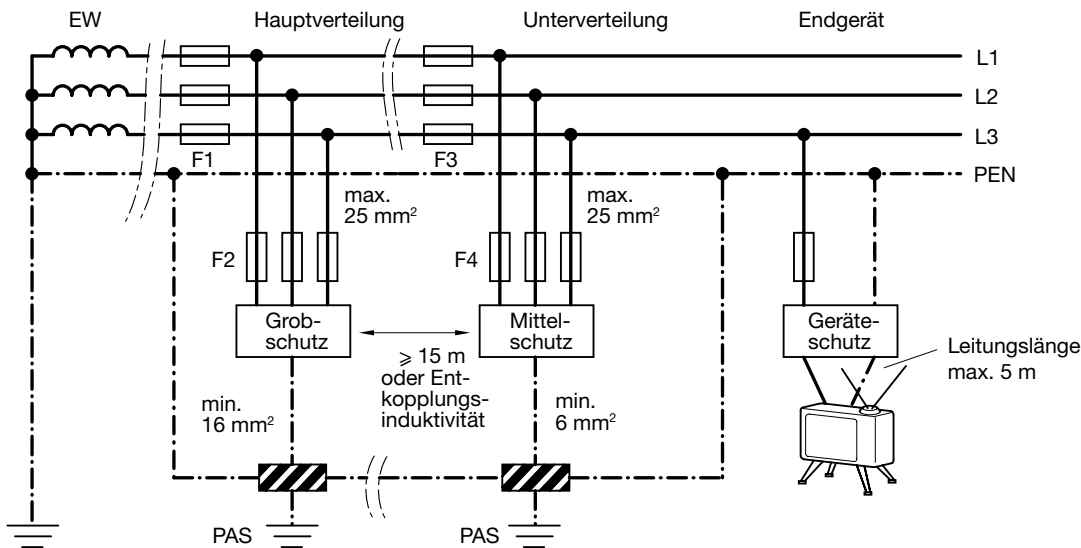 EW
Hauptverteilung
Unterverteilung
Endgerät
L1
L2
L3
F1
F3
PEN
max.
25 mm²
max.
25 mm²
F2
F4
Grob-
schutz
Mittel-
schutz
Geräte-
schutz
⩾ 15 m
oder Ent-
kopplungs-
induktivität
Leitungslänge
max. 5 m
min.
16 mm²
min.
6 mm²
PAS
PAS